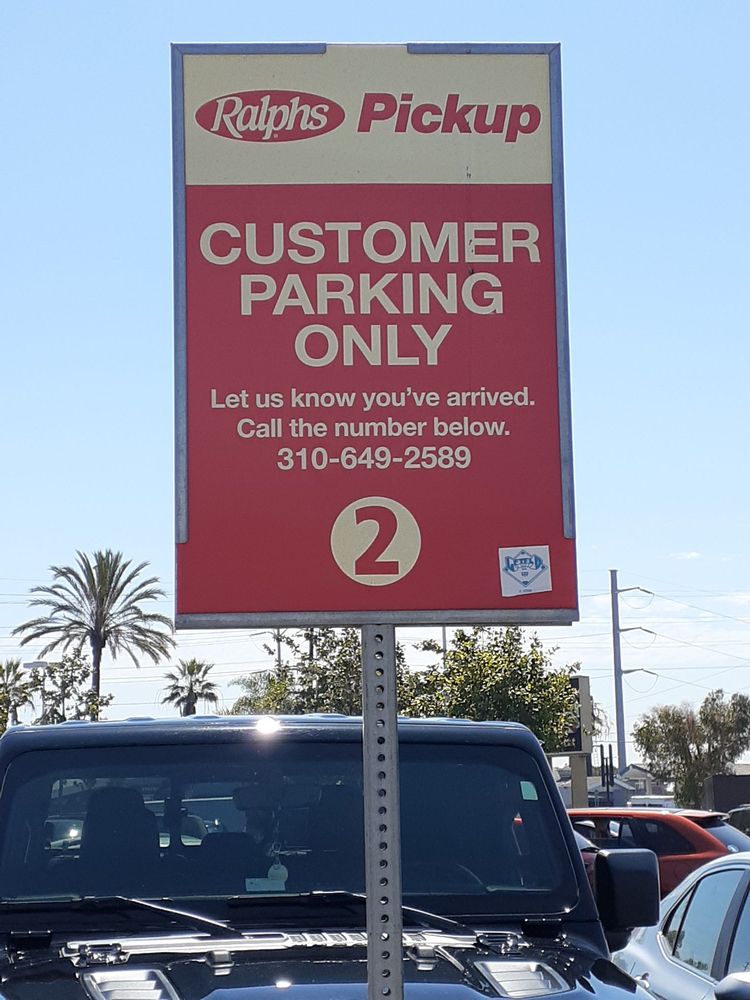 Ralphs Pickup
CUSTOMER
PARKING
ONLY
Let us know you've arrived.
Call the number below.
310-649-2589
2